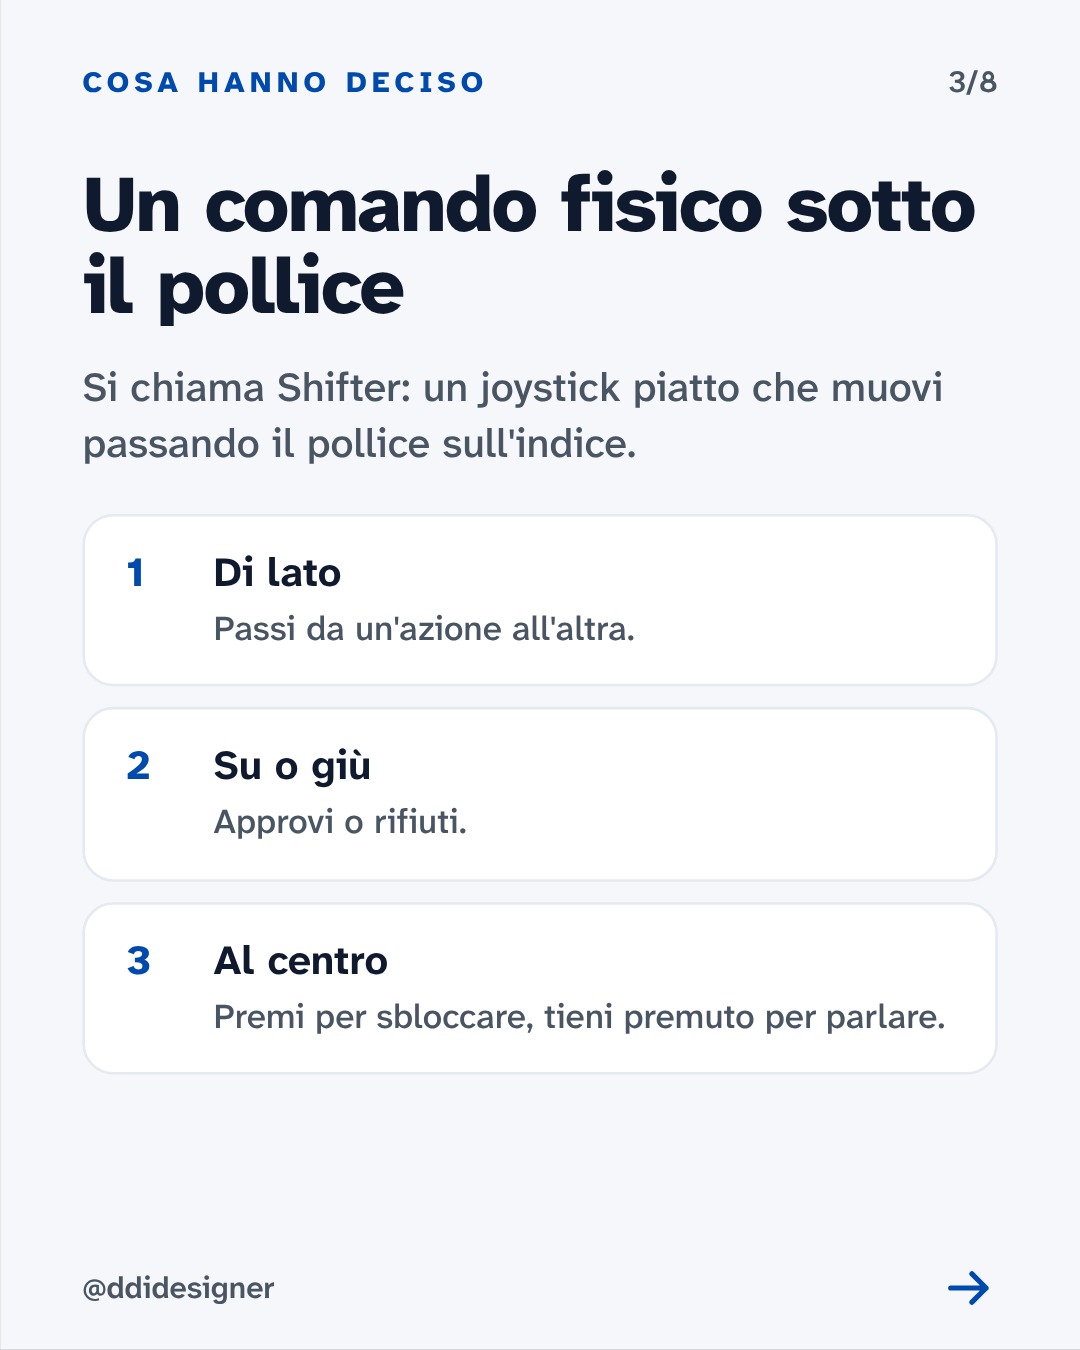 COSA HANNO DECISO
3/8
Un comando fisico sotto
il pollice
Si chiama Shifter: un joystick piatto che muovi
passando il pollice sull'indice.
1
Di lato
Passi da un'azione all'altra.
2
Su o giù
Approvi o rifiuti.
3
Al centro
Premi per sbloccare, tieni premuto per parlare.
@ddidesigner